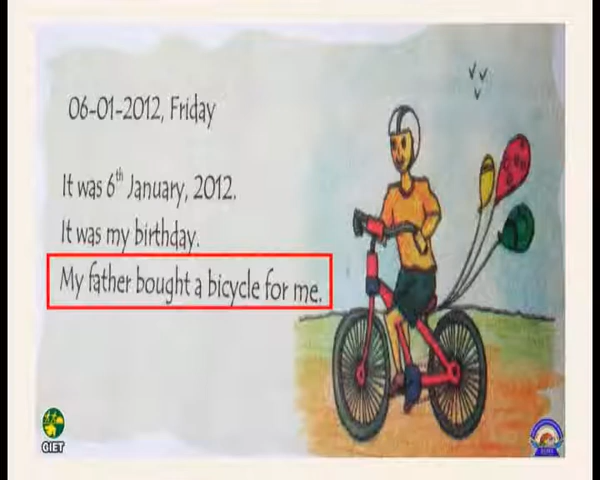 06-01-2012, Friday
It was 6th January, 2012.
It was my birthday.
My father bought a bicycle for me.
CIET